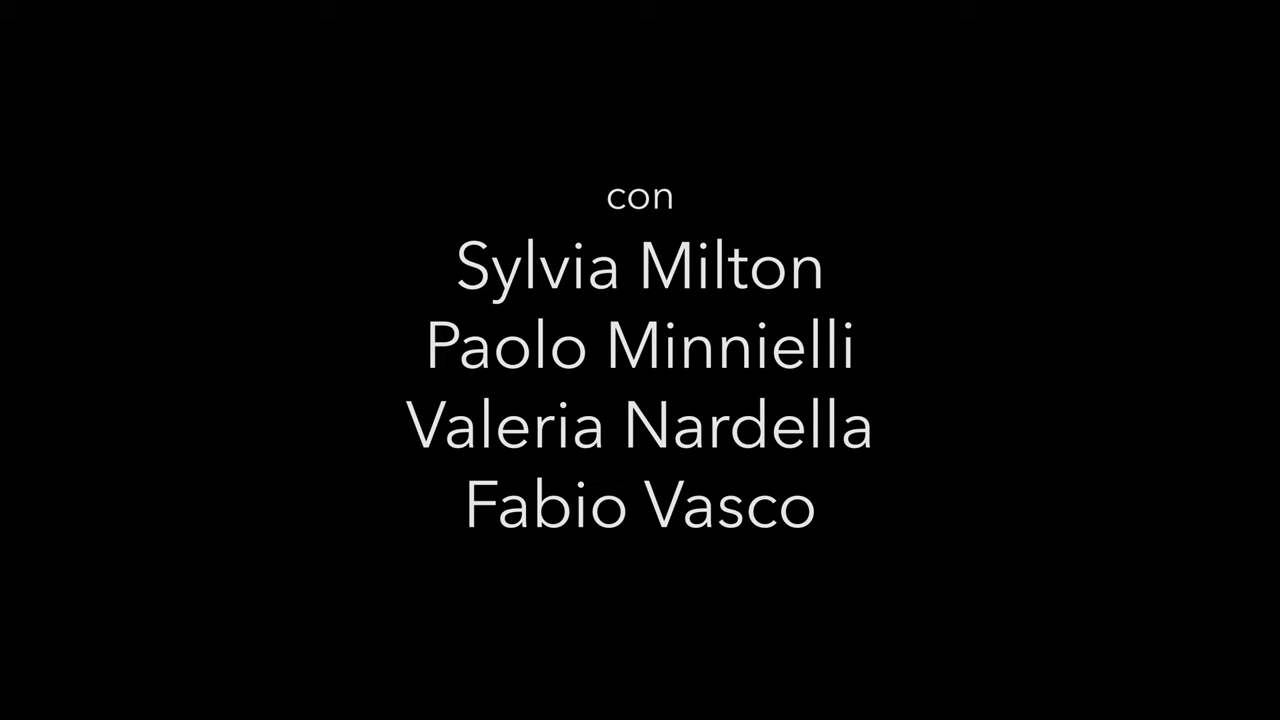 con
Sylvia Milton
Paolo Minnielli
Valeria Nardella
Fabio Vasco